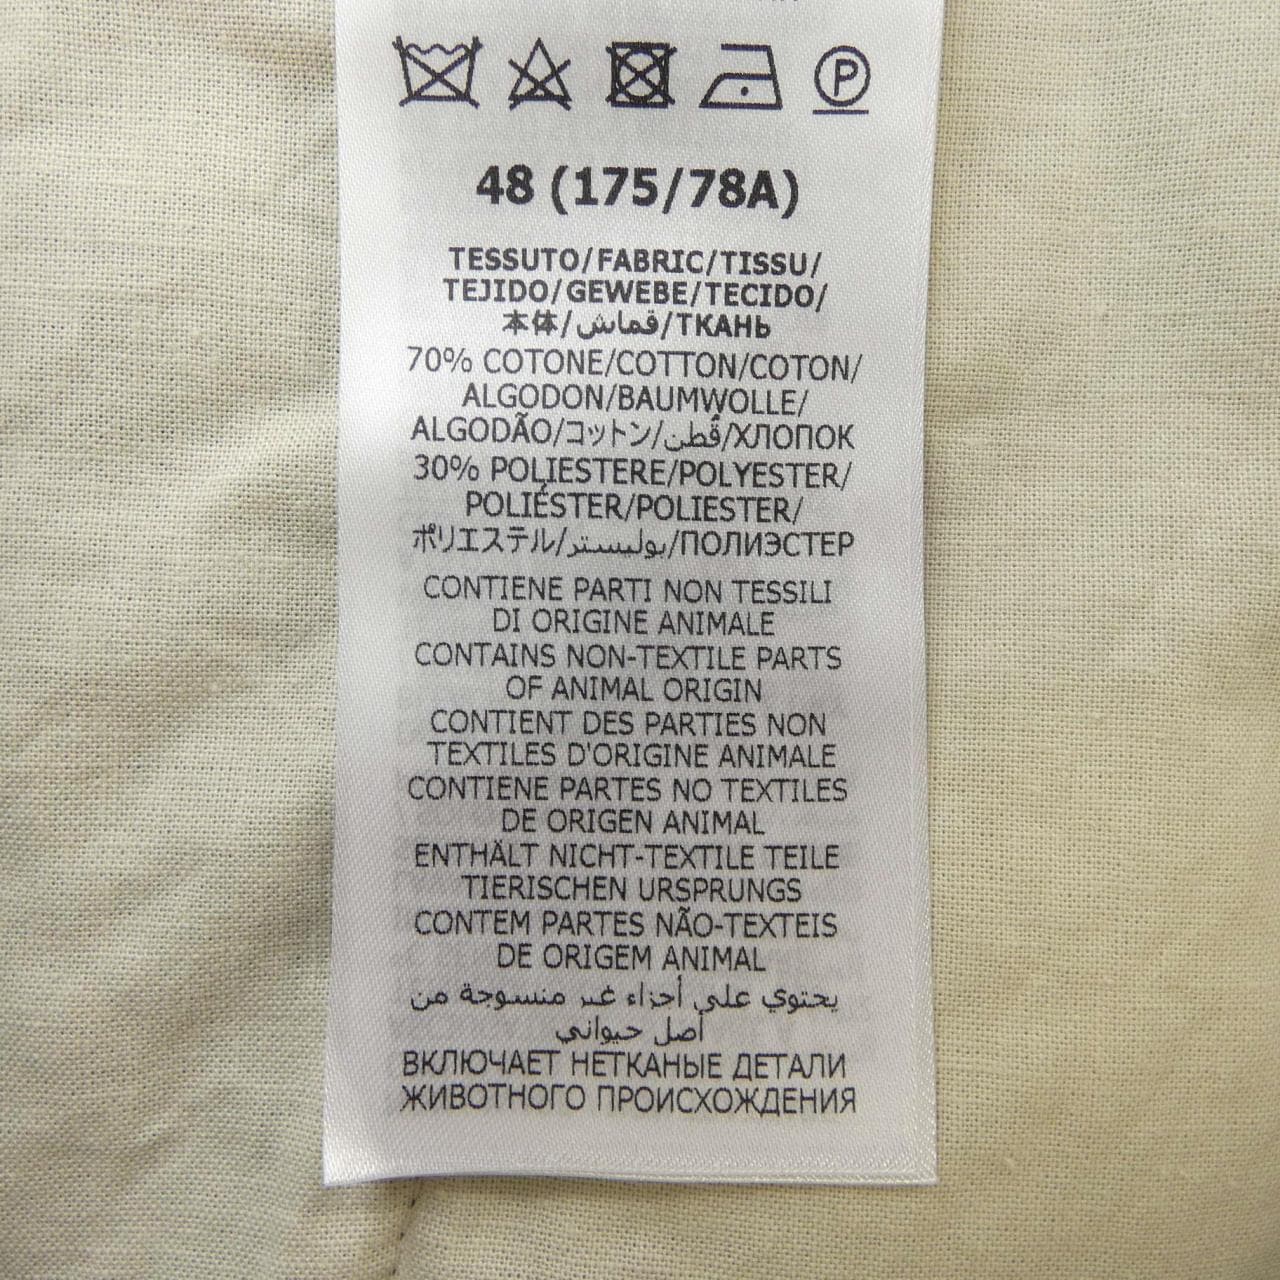 P
48 (175/78A)
TESSUTO/FABRIC/TISSU/
TEJIDO/GEWEBE/TECIDO/
本体/قماش/ТКАНЬ
70% COTONE/COTTON/COTON/
ALGODON/BAUMWOLLE/
ALGODÃO/コットン/قُطن/ХЛОПОК
30% POLIESTERE/POLYESTER/
POLIÉSTER/POLIESTER/
ポリエステル/بوليستر/ПОЛИЭСТЕР
CONTIENE PARTI NON TESSILI
DI ORIGINE ANIMALE
CONTAINS NON-TEXTILE PARTS
OF ANIMAL ORIGIN
CONTIENT DES PARTIES NON
TEXTILES D'ORIGINE ANIMALE
CONTIENE PARTES NO TEXTILES
DE ORIGEN ANIMAL
ENTHÄLT NICHT-TEXTILE TEILE
TIERISCHEN URSPRUNGS
CONTEM PARTES NÃO-TEXTEIS
DE ORIGEM ANIMAL
يحتوي على أجزاء غير منسوجة من
أصل حيواني
ВКЛЮЧАЕТ НЕТКАНЫЕ ДЕТАЛИ
ЖИВОТНОГО ПРОИСХОЖДЕНИЯ